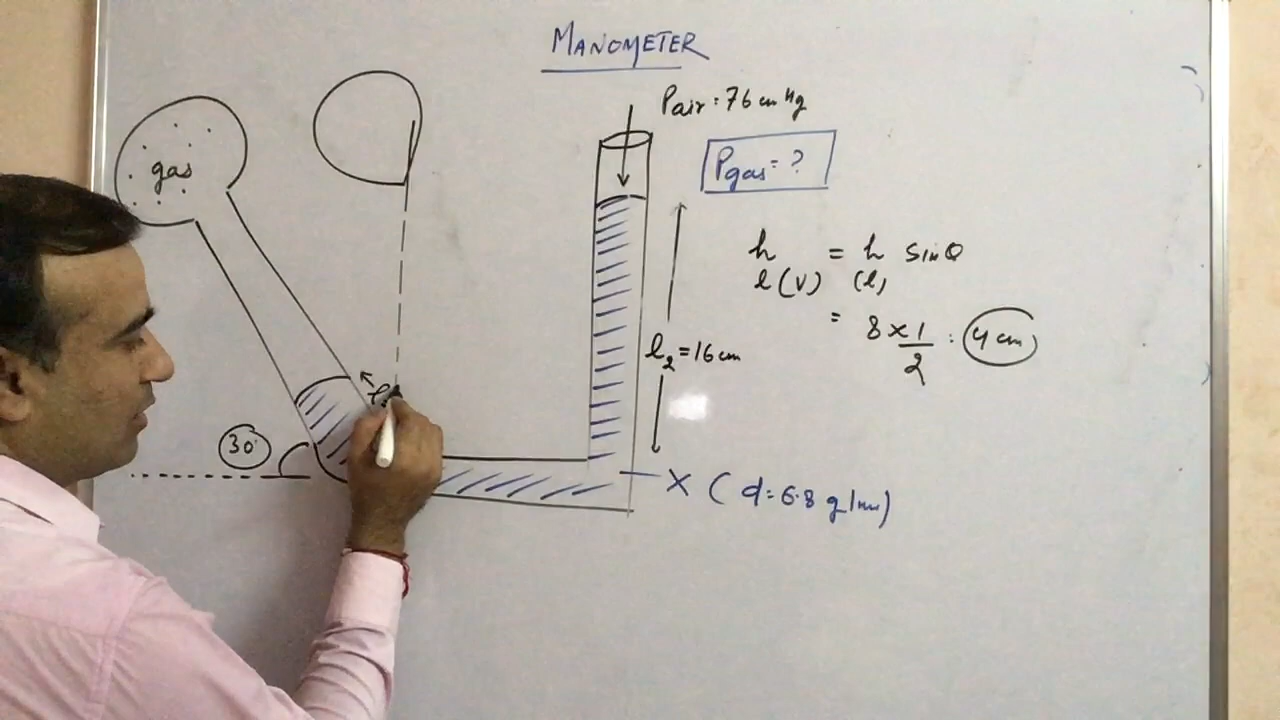 MANOMETER
Pair = 76 cm Hg
gas
Pgas = ?
h = h sinθ
l(v) (l)
= 8 × 1/2 : 4 cm
l₂ = 16 cm
30°
X ( d = 6.8 g/ml)